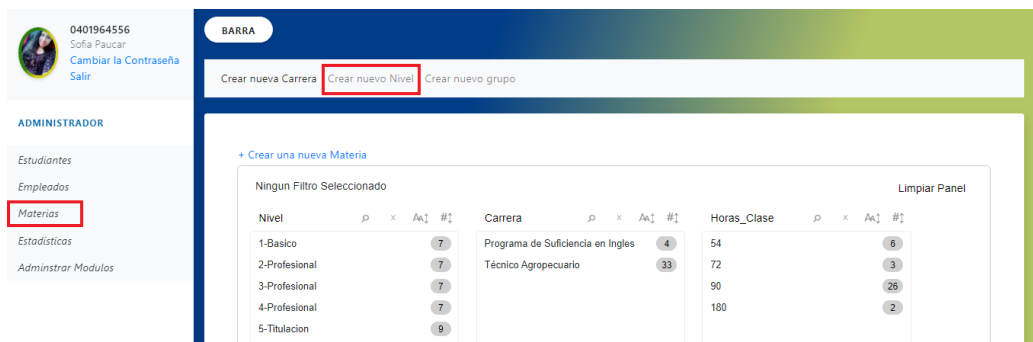 0401964556
Sofia Paucar
Cambiar la Contraseña
Salir
ADMINISTRADOR
Estudiantes
Empleados
Materias
Estadísticas
Adminstrar Modulos
BARRA
Crear nueva Carrera Crear nuevo Nivel Crear nuevo grupo
+ Crear una nueva Materia
Ningun Filtro Seleccionado Limpiar Panel
Nivel Carrera Horas_Clase
1-Basico 7 Programa de Suficiencia en Ingles 4 54 6
2-Profesional 7 Técnico Agropecuario 33 72 3
3-Profesional 7 90 26
4-Profesional 7 180 2
5-Titulacion 9